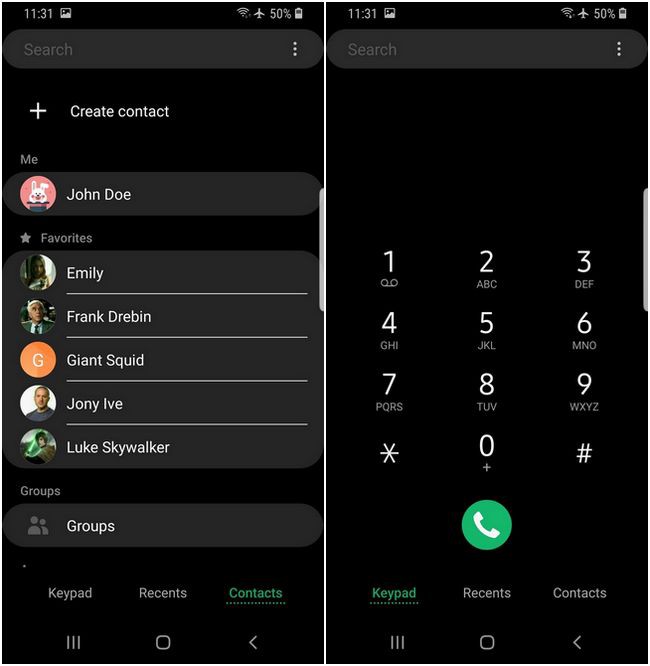 11:31
50%
Search
Create contact
Me
John Doe
Favorites
Emily
Frank Drebin
G
Giant Squid
Jony Ive
Luke Skywalker
Groups
Groups
Keypad Recents Contacts
11:31
50%
Search
1 2 3
ABC DEF
4 5 6
GHI JKL MNO
7 8 9
PQRS TUV WXYZ
* 0 #
+
Keypad Recents Contacts